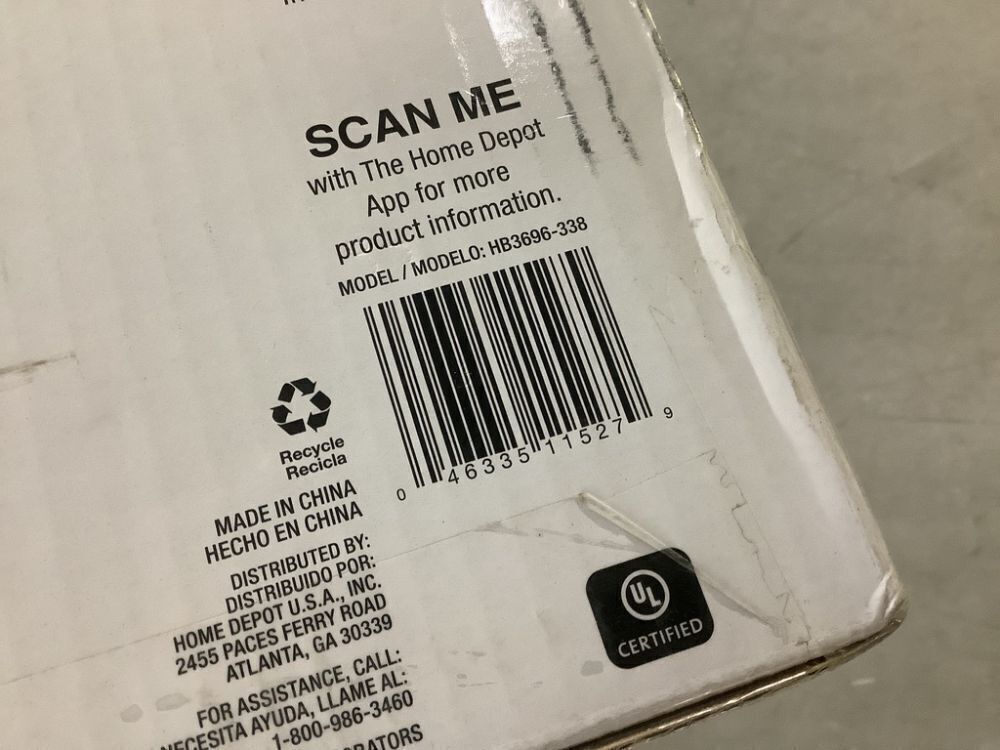 SCAN ME
with The Home Depot
App for more
product information.
MODEL / MODELO: HB3696-338
0 46335 11527 9
Recycle
Recicla
MADE IN CHINA
HECHO EN CHINA
DISTRIBUTED BY:
DISTRIBUIDO POR:
HOME DEPOT U.S.A., INC.
2455 PACES FERRY ROAD
ATLANTA, GA 30339
FOR ASSISTANCE, CALL:
NECESITA AYUDA, LLAME AL:
1-800-986-3460
UL
CERTIFIED